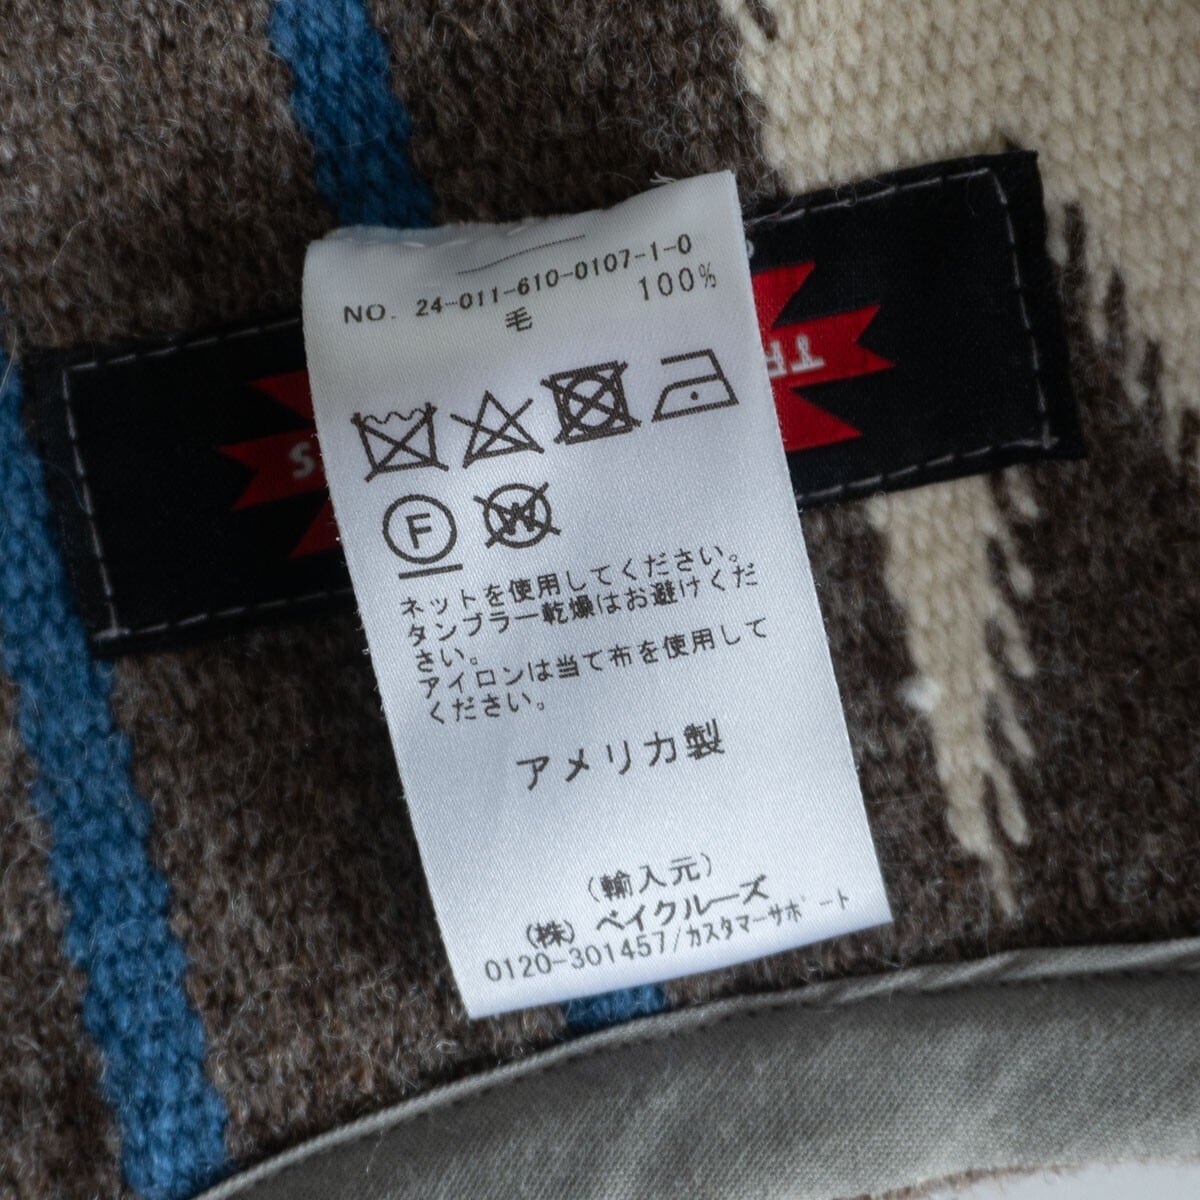 NO. 24-011-610-0107-1-0
毛 100%
F W
ネットを使用してください。
タンブラー乾燥はお避けくだ
さい。
アイロンは当て布を使用して
ください。
アメリカ製
(輸入元)
(株) ベイクルーズ
0120-301457/カスタマーサポート